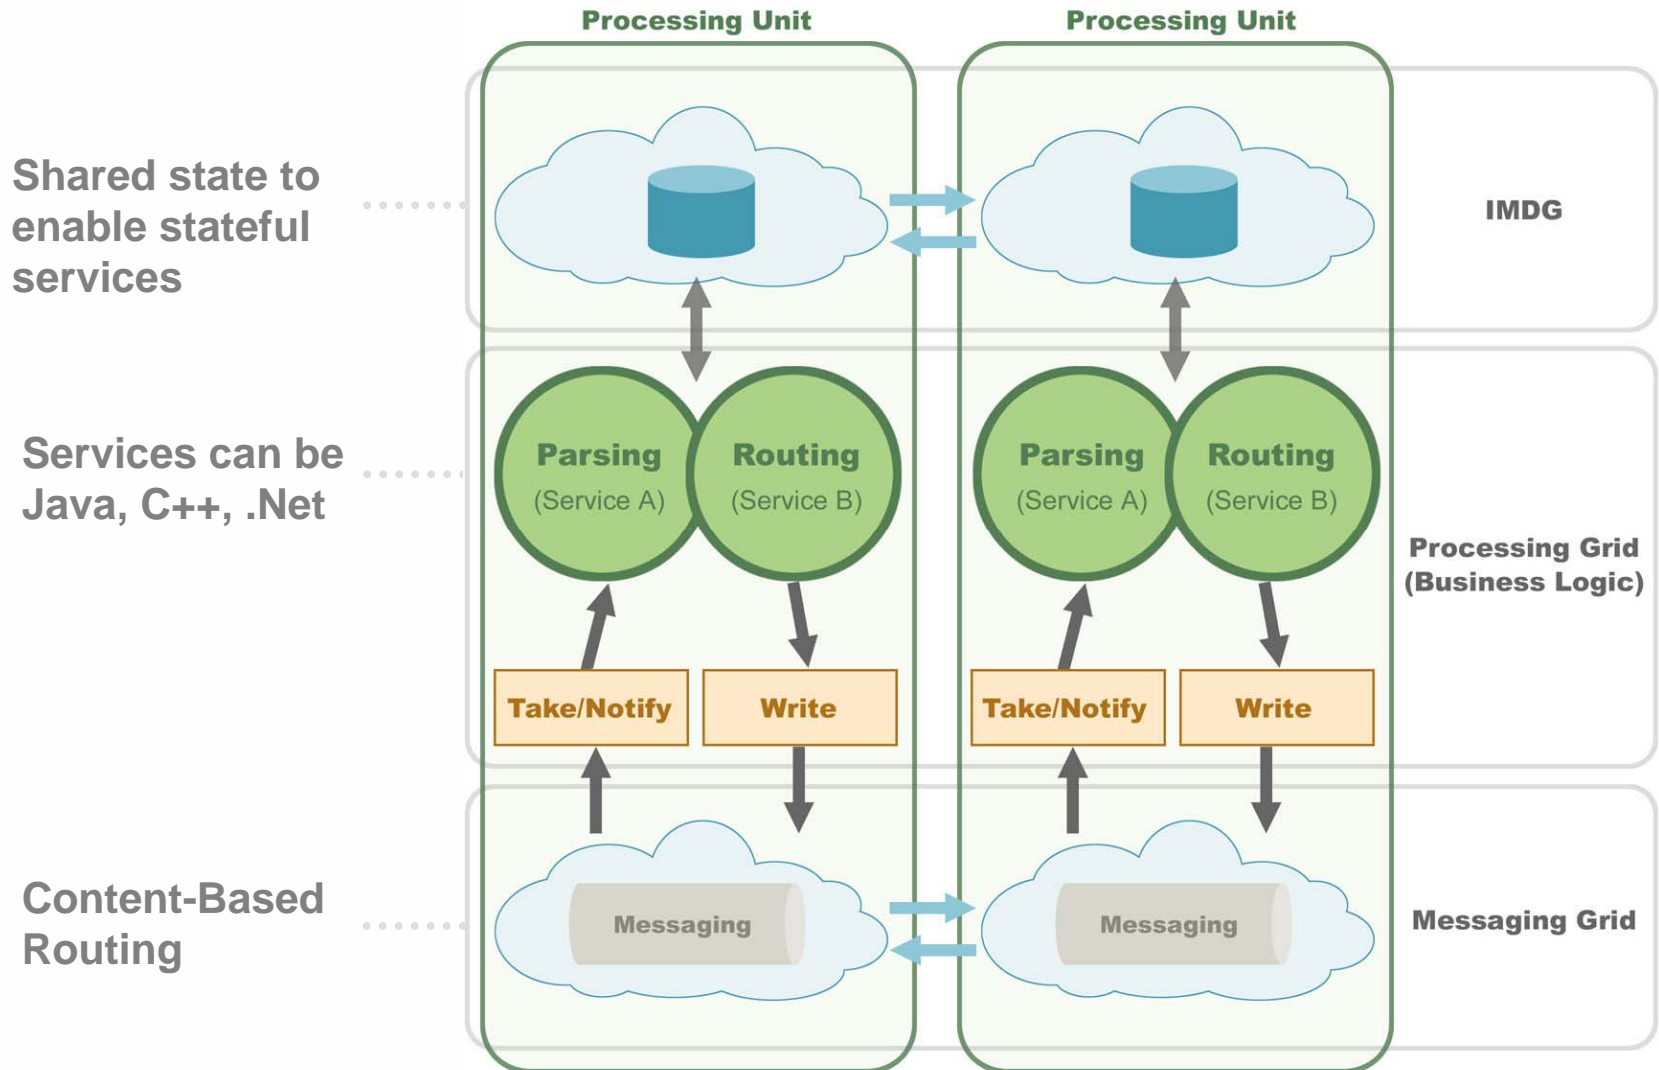 Processing Unit
Processing Unit
Shared state to
enable stateful
services
IMDG
Services can be
Java, C++, .Net
Parsing
(Service A)
Routing
(Service B)
Parsing
(Service A)
Routing
(Service B)
Processing Grid
(Business Logic)
Take/Notify
Write
Take/Notify
Write
Content-Based
Routing
Messaging
Messaging
Messaging Grid